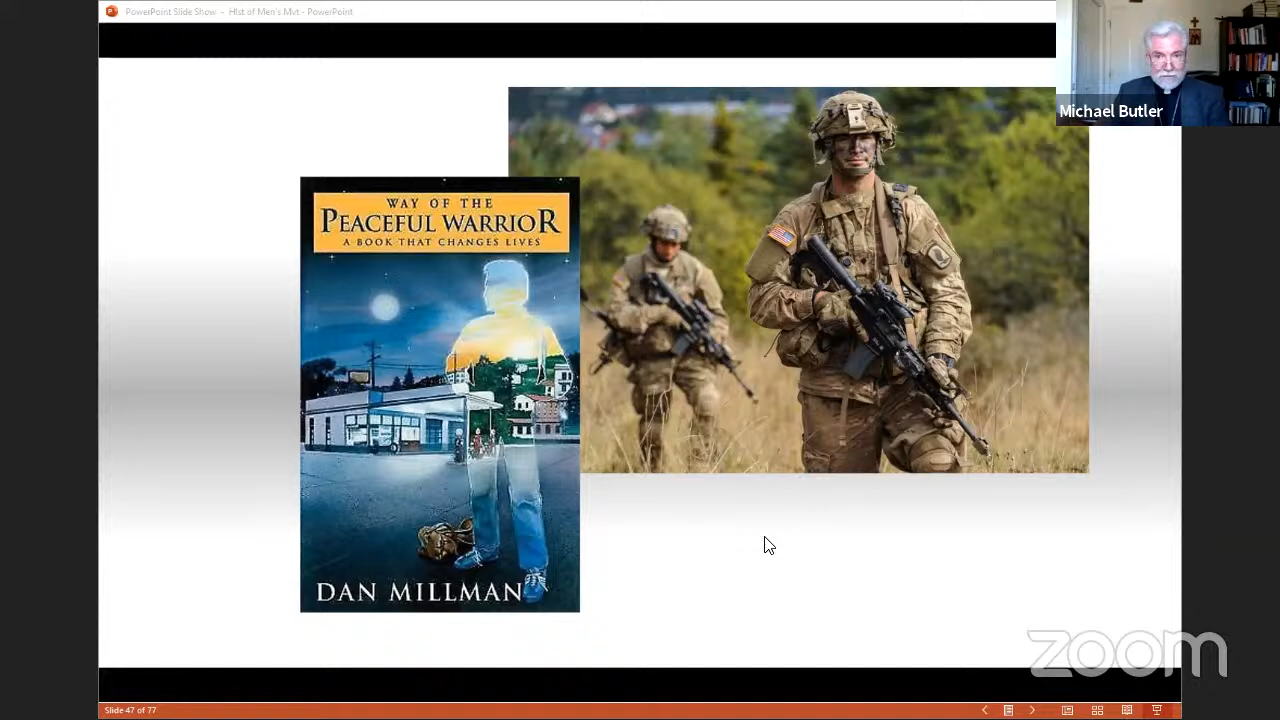 PowerPoint Slide Show - Hist of Men's Mvt - PowerPoint
Michael Butler
WAY OF THE
PEACEFUL WARRIOR
A BOOK THAT CHANGES LIVES
DAN MILLMAN
zoom
Slide 47 of 77